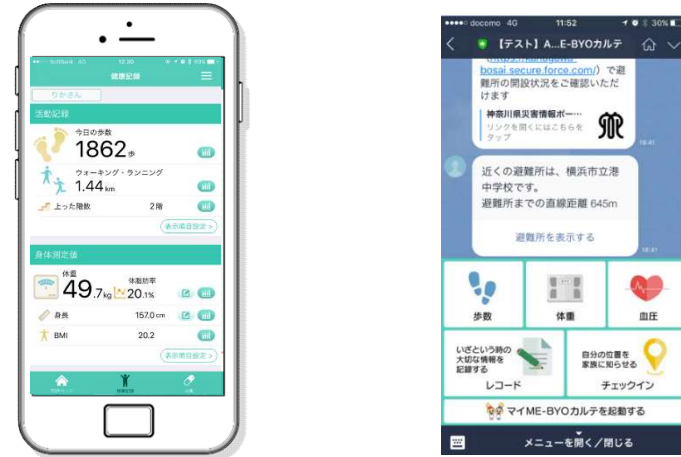 SoftBank 4G 12:30
健康記録
りかさん
活動記録
今日の歩数
1862歩
ウォーキング・ランニング
1.44km
上った階数 2階
表示項目設定 >
身体測定値
体重
49.7kg
体脂肪率
20.1%
身長 157.0cm
BMI 20.2
表示項目設定 >
健康記録
docomo 4G 11:52 30%
【テスト】A...E-BYOカルテ
bosai.secure.force.com/）で避
難所の開設状況をご確認いただ
けます
神奈川県災害情報ポー…
リンクを開くにはこちらを
タップ
18:41
近くの避難所は、横浜市立港
中学校です。
避難所までの直線距離 645m
避難所を表示する
18:41
歩数
体重
血圧
いざという時の
大切な情報を
記録する
レコード
自分の位置を
家族に知らせる
チェックイン
マイME-BYOカルテを起動する
メニューを開く／閉じる